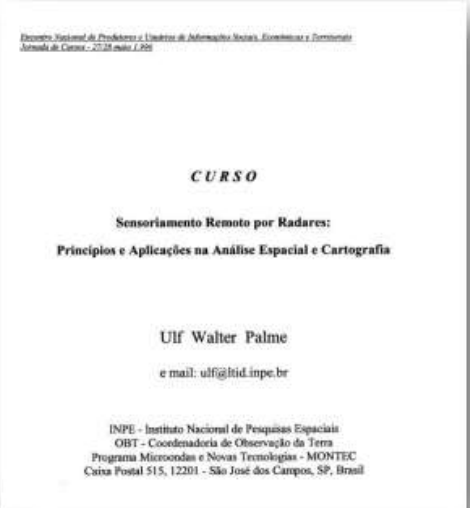 Encontro Nacional de Produtores e Usuários de Informações Sociais, Econômicas e Territoriais
Jornada de Cursos - 27/28 maio 1.996
CURSO
Sensoriamento Remoto por Radares:
Princípios e Aplicações na Análise Espacial e Cartografia
Ulf Walter Palme
e mail: ulf@ltid.inpe.br
INPE - Instituto Nacional de Pesquisas Espaciais
OBT - Coordenadoria de Observação da Terra
Programa Microondas e Novas Tecnologias - MONTEC
Caixa Postal 515, 12201 - São José dos Campos, SP, Brasil